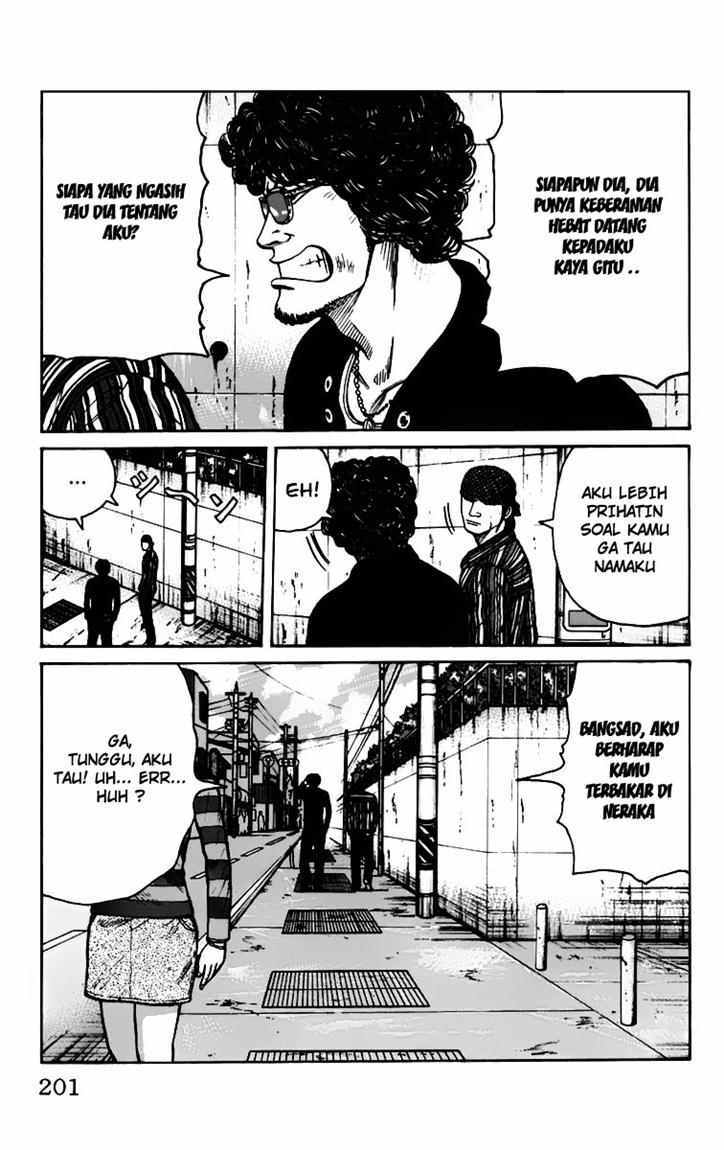 SIAPAPUN DIA, DIA
PUNYA KEBERANIAN
HEBAT DATANG
KEPADAKU
KAYA GITU ..
SIAPA YANG NGASIH
TAU DIA TENTANG
AKU?
AKU LEBIH
PRIHATIN
SOAL KAMU
GA TAU
NAMAKU
EH!
...
BANGSAD, AKU
BERHARAP
KAMU
TERBAKAR DI
NERAKA
GA,
TUNGGU, AKU
TAU! UH... ERR...
HUH ?
201